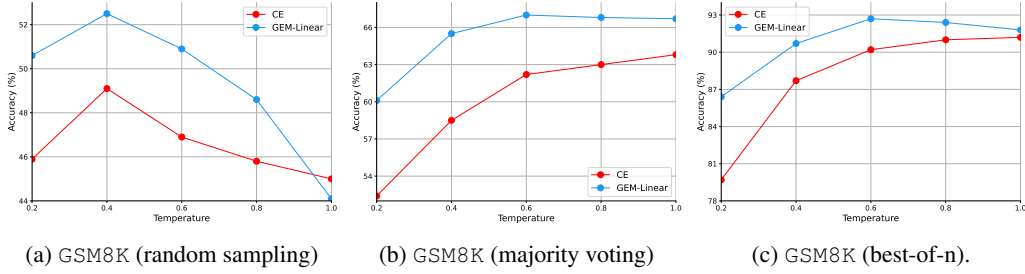 52
50
48
46
44
Accuracy (%)
CE
GEM-Linear
0.2 0.4 0.6 0.8 1.0
Temperature
66
63
60
57
54
Accuracy (%)
CE
GEM-Linear
0.2 0.4 0.6 0.8 1.0
Temperature
93
90
87
84
81
78
Accuracy (%)
CE
GEM-Linear
0.2 0.4 0.6 0.8 1.0
Temperature
(a) GSM8K (random sampling)
(b) GSM8K (majority voting)
(c) GSM8K (best-of-n).